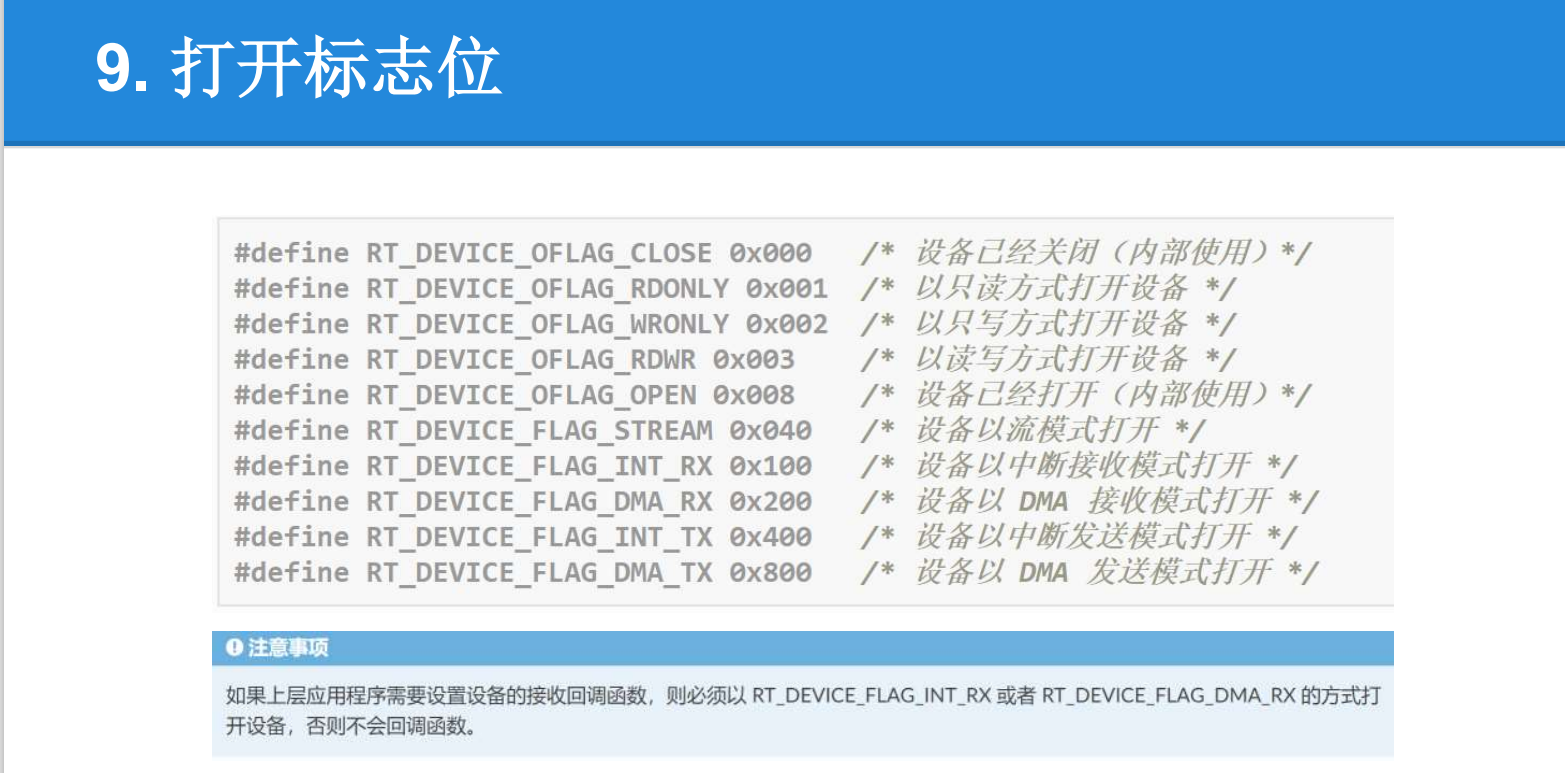 9. 打开标志位
#define RT_DEVICE_OFLAG_CLOSE 0x000 /* 设备已经关闭（内部使用）*/
#define RT_DEVICE_OFLAG_RDONLY 0x001 /* 以只读方式打开设备 */
#define RT_DEVICE_OFLAG_WRONLY 0x002 /* 以只写方式打开设备 */
#define RT_DEVICE_OFLAG_RDWR 0x003 /* 以读写方式打开设备 */
#define RT_DEVICE_OFLAG_OPEN 0x008 /* 设备已经打开（内部使用）*/
#define RT_DEVICE_FLAG_STREAM 0x040 /* 设备以流模式打开 */
#define RT_DEVICE_FLAG_INT_RX 0x100 /* 设备以中断接收模式打开 */
#define RT_DEVICE_FLAG_DMA_RX 0x200 /* 设备以 DMA 接收模式打开 */
#define RT_DEVICE_FLAG_INT_TX 0x400 /* 设备以中断发送模式打开 */
#define RT_DEVICE_FLAG_DMA_TX 0x800 /* 设备以 DMA 发送模式打开 */
注意事项
如果上层应用程序需要设置设备的接收回调函数，则必须以 RT_DEVICE_FLAG_INT_RX 或者 RT_DEVICE_FLAG_DMA_RX 的方式打
开设备，否则不会回调函数。